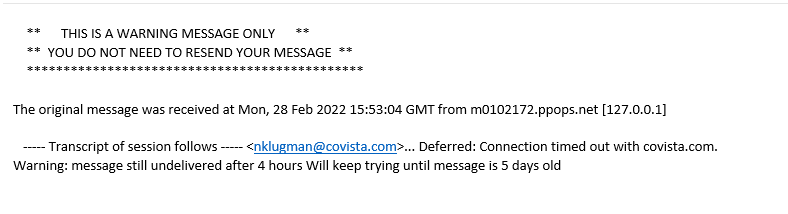 ** THIS IS A WARNING MESSAGE ONLY **
** YOU DO NOT NEED TO RESEND YOUR MESSAGE **
**********************************************
The original message was received at Mon, 28 Feb 2022 15:53:04 GMT from m0102172.ppops.net [127.0.0.1]
----- Transcript of session follows ----- <nklugman@covista.com>... Deferred: Connection timed out with covista.com.
Warning: message still undelivered after 4 hours Will keep trying until message is 5 days old